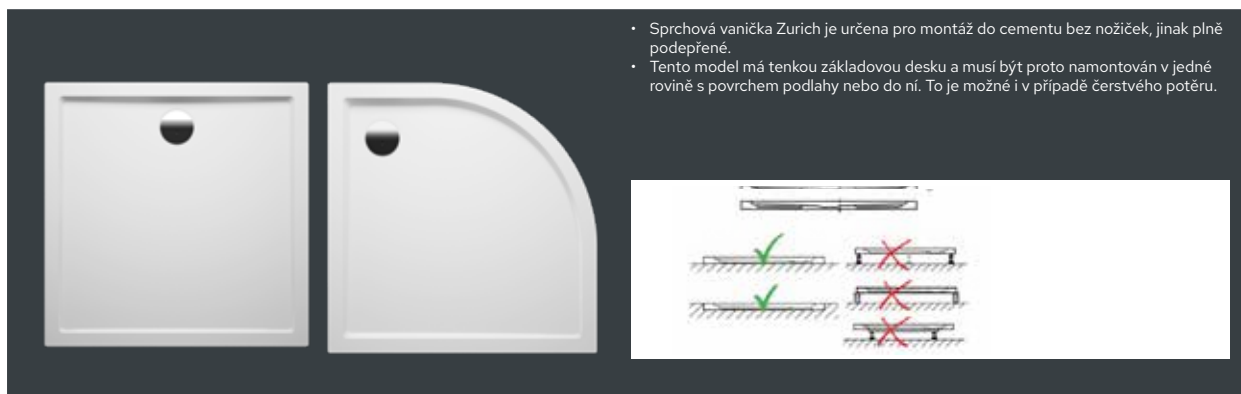 • Sprchová vanička Zurich je určena pro montáž do cementu bez nožiček, jinak plně
podepřené.
• Tento model má tenkou základovou desku a musí být proto namontován v jedné
rovině s povrchem podlahy nebo do ní. To je možné i v případě čerstvého potěru.